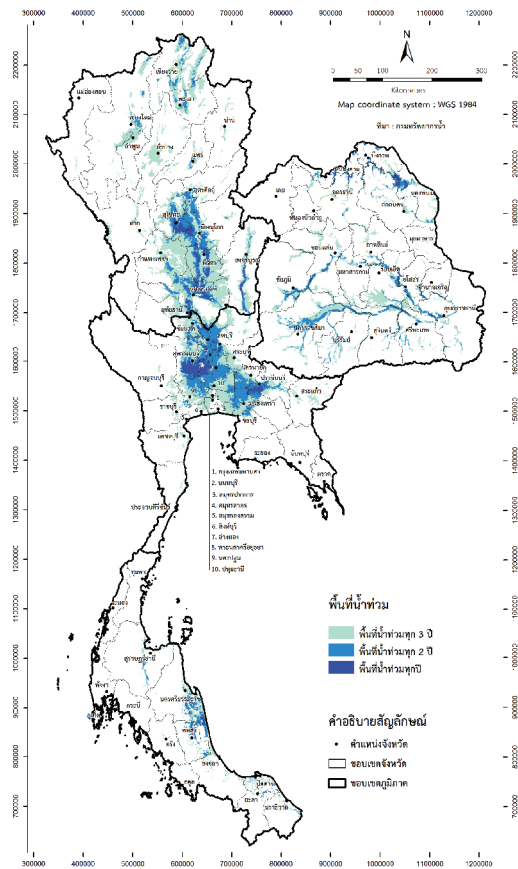 300000 400000 500000 600000 700000 800000 900000 1000000 1100000 1200000
0 50 100 200 300
Kilometers
Map coordinate system : WGS 1984
ที่มา : กรมทรัพยากรน้ำ
2200000
2100000
2000000
1900000
1800000
1700000
1600000
1500000
1400000
1300000
1200000
1100000
1000000
900000
800000
700000
เชียงราย
แม่ฮ่องสอน
พะเยา
เชียงใหม่
น่าน
ลำพูน
ลำปาง
แพร่
อุตรดิตถ์
สุโขทัย
ตาก
พิษณุโลก
กำแพงเพชร
พิจิตร
เพชรบูรณ์
นครสวรรค์
อุทัยธานี
เลย
อุดรธานี
หนองคาย
บึงกาฬ
นครพนม
สกลนคร
หนองบัวลำภู
มุกดาหาร
ขอนแก่น
กาฬสินธุ์
มหาสารคาม
ร้อยเอ็ด
ยโสธร
อำนาจเจริญ
ชัยภูมิ
อุบลราชธานี
นครราชสีมา
บุรีรัมย์
สุรินทร์
ศรีสะเกษ
ชัยนาท
ลพบุรี
สุพรรณบุรี
สระบุรี
นครนายก
กาญจนบุรี
ปราจีนบุรี
สระแก้ว
ราชบุรี
ฉะเชิงเทรา
ชลบุรี
เพชรบุรี
ระยอง
จันทบุรี
ตราด
ประจวบคีรีขันธ์
1. กรุงเทพมหานคร
2. นนทบุรี
3. สมุทรปราการ
4. สมุทรสาคร
5. สมุทรสงคราม
6. สิงห์บุรี
7. อ่างทอง
8. พระนครศรีอยุธยา
9. นครปฐม
10. ปทุมธานี
ชุมพร
ระนอง
สุราษฎร์ธานี
พังงา
กระบี่
นครศรีธรรมราช
ภูเก็ต
ตรัง
พัทลุง
สงขลา
สตูล
ปัตตานี
ยะลา
นราธิวาส
พื้นที่น้ำท่วม
พื้นที่น้ำท่วมทุก 3 ปี
พื้นที่น้ำท่วมทุก 2 ปี
พื้นที่น้ำท่วมทุกปี
คำอธิบายสัญลักษณ์
ตำแหน่งจังหวัด
ขอบเขตจังหวัด
ขอบเขตภูมิภาค
300000 400000 500000 600000 700000 800000 900000 1000000 1100000 1200000